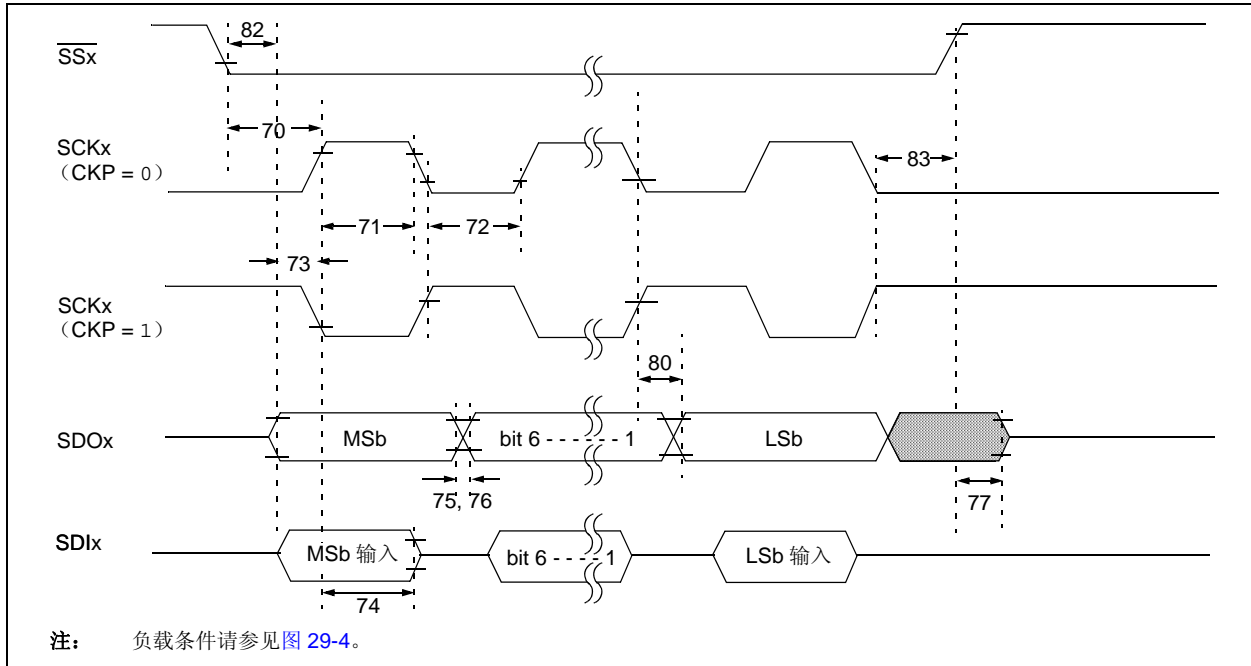 82
SSx
70
SCKx
（CKP = 0）
83
71
72
73
SCKx
（CKP = 1）
80
SDOx
MSb
bit 6 - - - - - - 1
LSb
75, 76
77
SDIx
MSb 输入
bit 6 - - - - 1
LSb 输入
74
注： 负载条件请参见图 29-4。